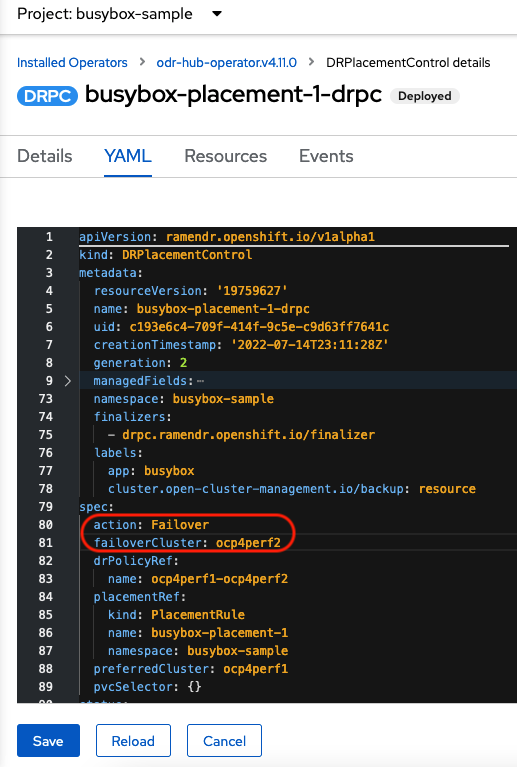 Project: busybox-sample
Installed Operators > odr-hub-operator.v4.11.0 > DRPlacementControl details
DRPC busybox-placement-1-drpc Deployed
Details YAML Resources Events
1 apiVersion: ramendr.openshift.io/v1alpha1
2 kind: DRPlacementControl
3 metadata:
4 resourceVersion: '19759627'
5 name: busybox-placement-1-drpc
6 uid: c193e6c4-709f-414f-9c5e-c9d63ff7641c
7 creationTimestamp: '2022-07-14T23:11:28Z'
8 generation: 2
9 > managedFields:⋯
73 namespace: busybox-sample
74 finalizers:
75 - drpc.ramendr.openshift.io/finalizer
76 labels:
77 app: busybox
78 cluster.open-cluster-management.io/backup: resource
79 spec:
80 action: Failover
81 failoverCluster: ocp4perf2
82 drPolicyRef:
83 name: ocp4perf1-ocp4perf2
84 placementRef:
85 kind: PlacementRule
86 name: busybox-placement-1
87 namespace: busybox-sample
88 preferredCluster: ocp4perf1
89 pvcSelector: {}
90 status:
Save Reload Cancel